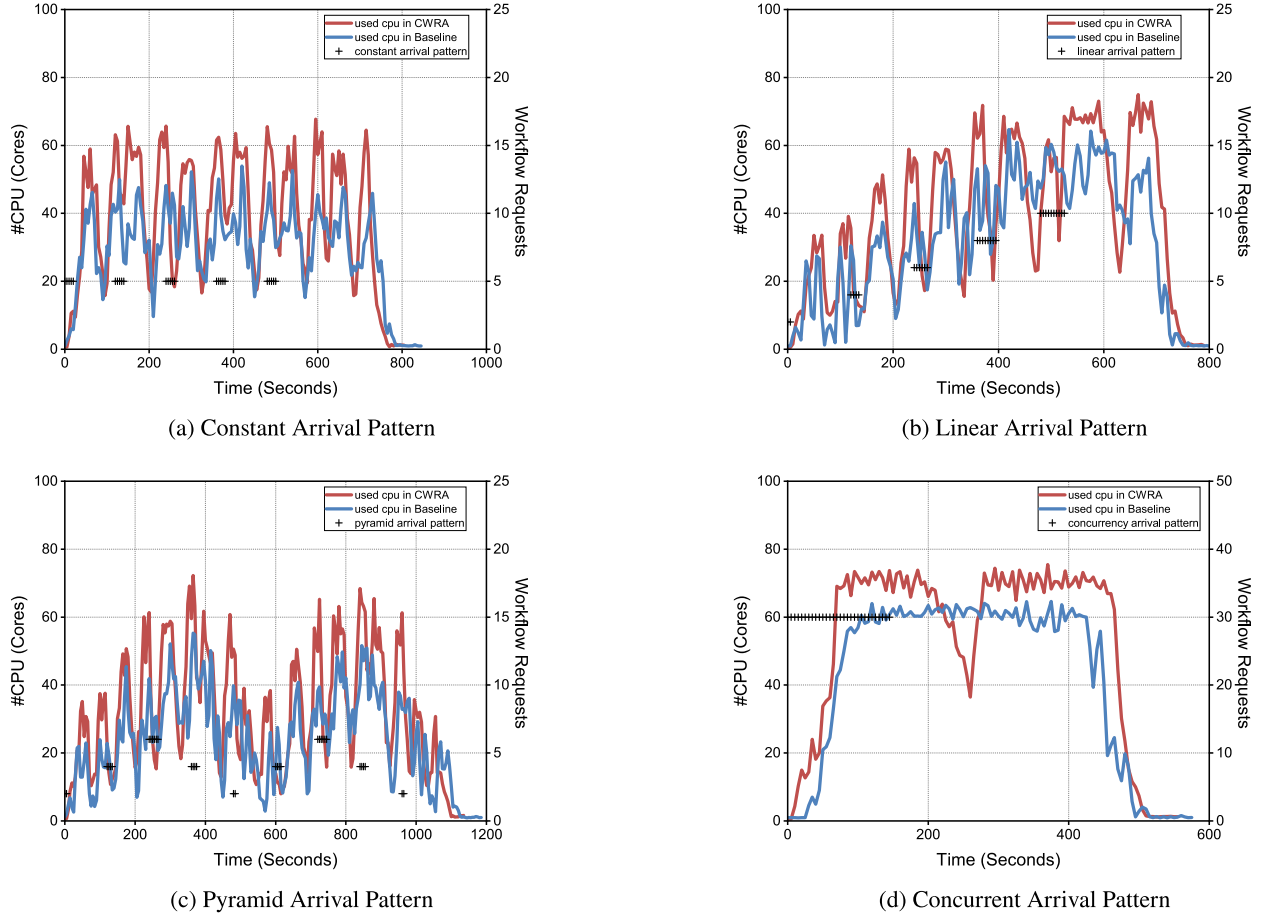 100
80
60
40
20
0
0
200
400
600
800
1000
25
20
15
10
5
0
#CPU (Cores)
Workflow Requests
Time (Seconds)
used cpu in CWRA
used cpu in Baseline
constant arrival pattern
(a) Constant Arrival Pattern
100
80
60
40
20
0
0
200
400
600
800
25
20
15
10
5
0
#CPU (Cores)
Workflow Requests
Time (Seconds)
used cpu in CWRA
used cpu in Baseline
linear arrival pattern
(b) Linear Arrival Pattern
100
80
60
40
20
0
0
200
400
600
800
1000
1200
25
20
15
10
5
0
#CPU (Cores)
Workflow Requests
Time (Seconds)
used cpu in CWRA
used cpu in Baseline
pyramid arrival pattern
(c) Pyramid Arrival Pattern
100
80
60
40
20
0
0
200
400
600
50
40
30
20
10
0
#CPU (Cores)
Workflow Requests
Time (Seconds)
used cpu in CWRA
used cpu in Baseline
concurrency arrival pattern
(d) Concurrent Arrival Pattern